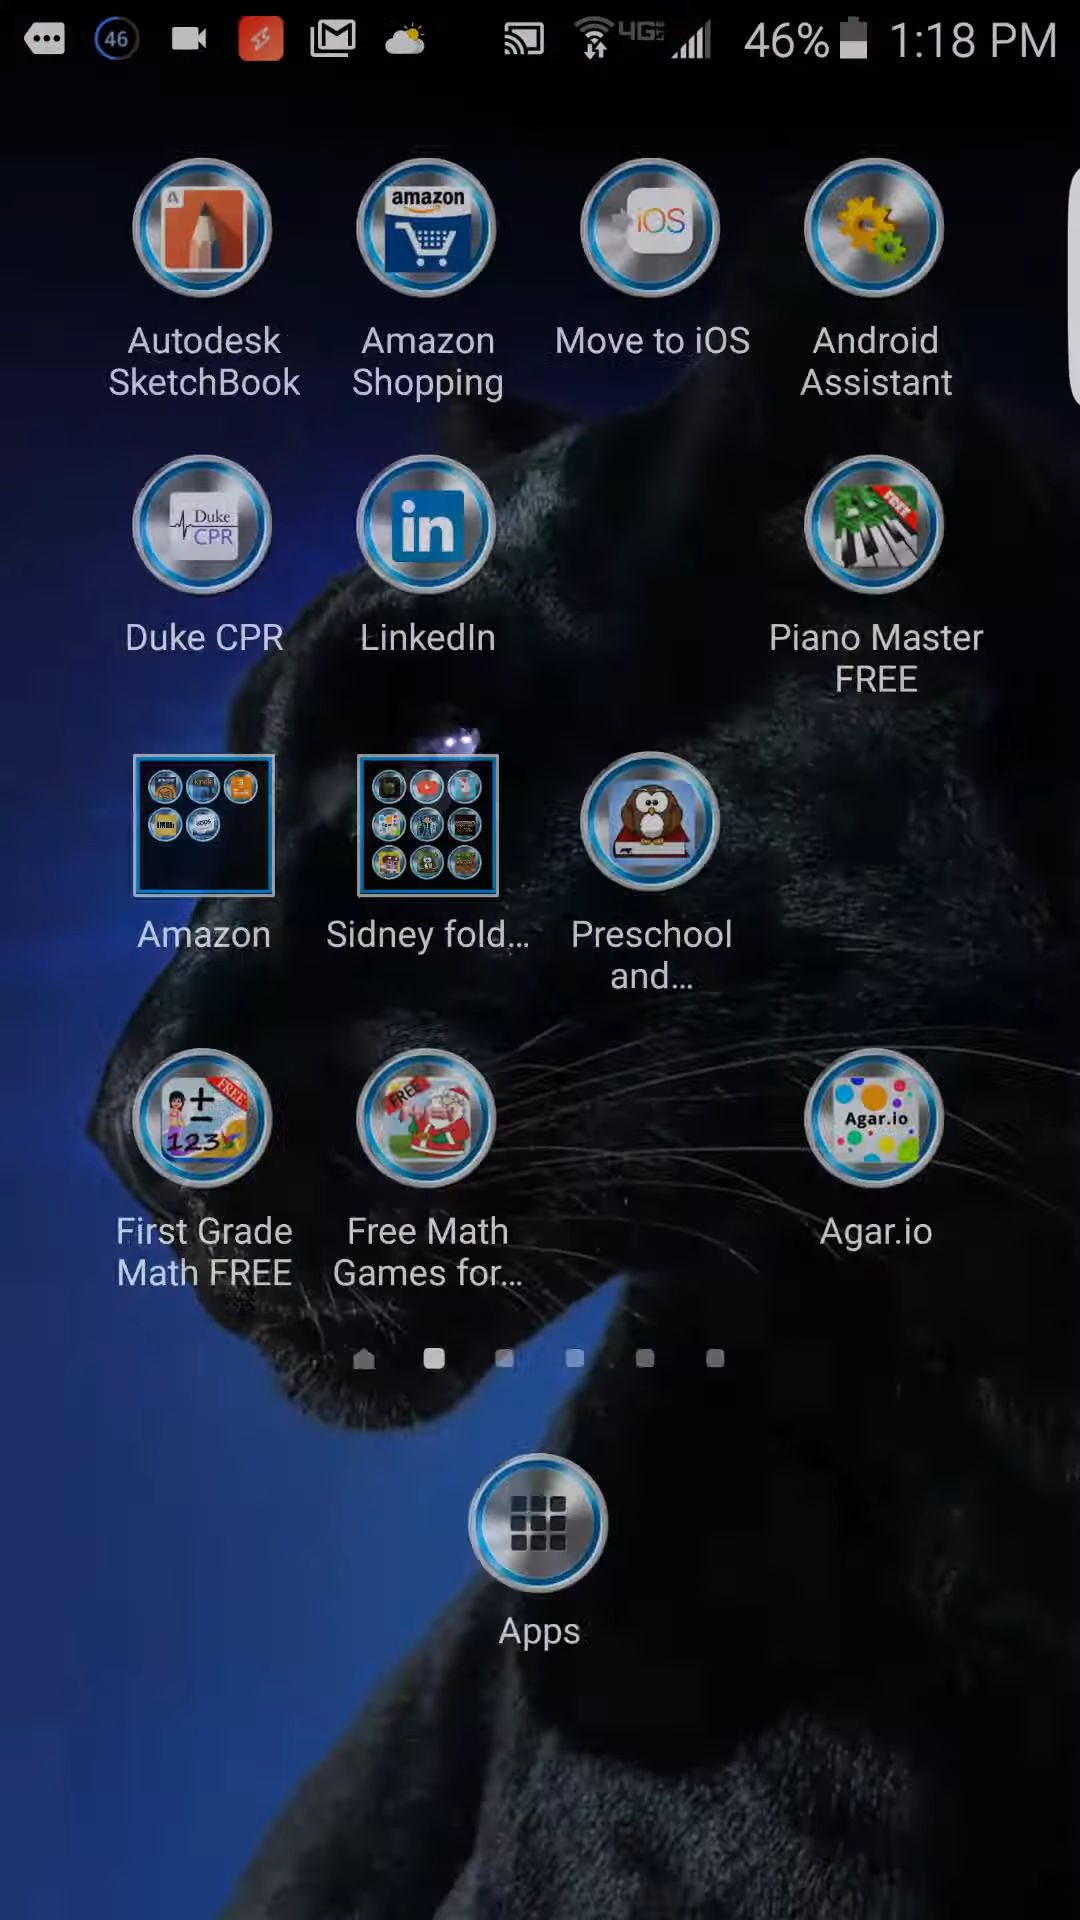 46 4G 46% 1:18 PM
amazon
iOS
Autodesk SketchBook
Amazon Shopping
Move to iOS
Android Assistant
Duke CPR
in
FREE
Duke CPR
LinkedIn
Piano Master FREE
IMDb
Amazon
Sidney fold...
Preschool and...
FREE
123
FREE
Agar.io
First Grade Math FREE
Free Math Games for...
Agar.io
Apps